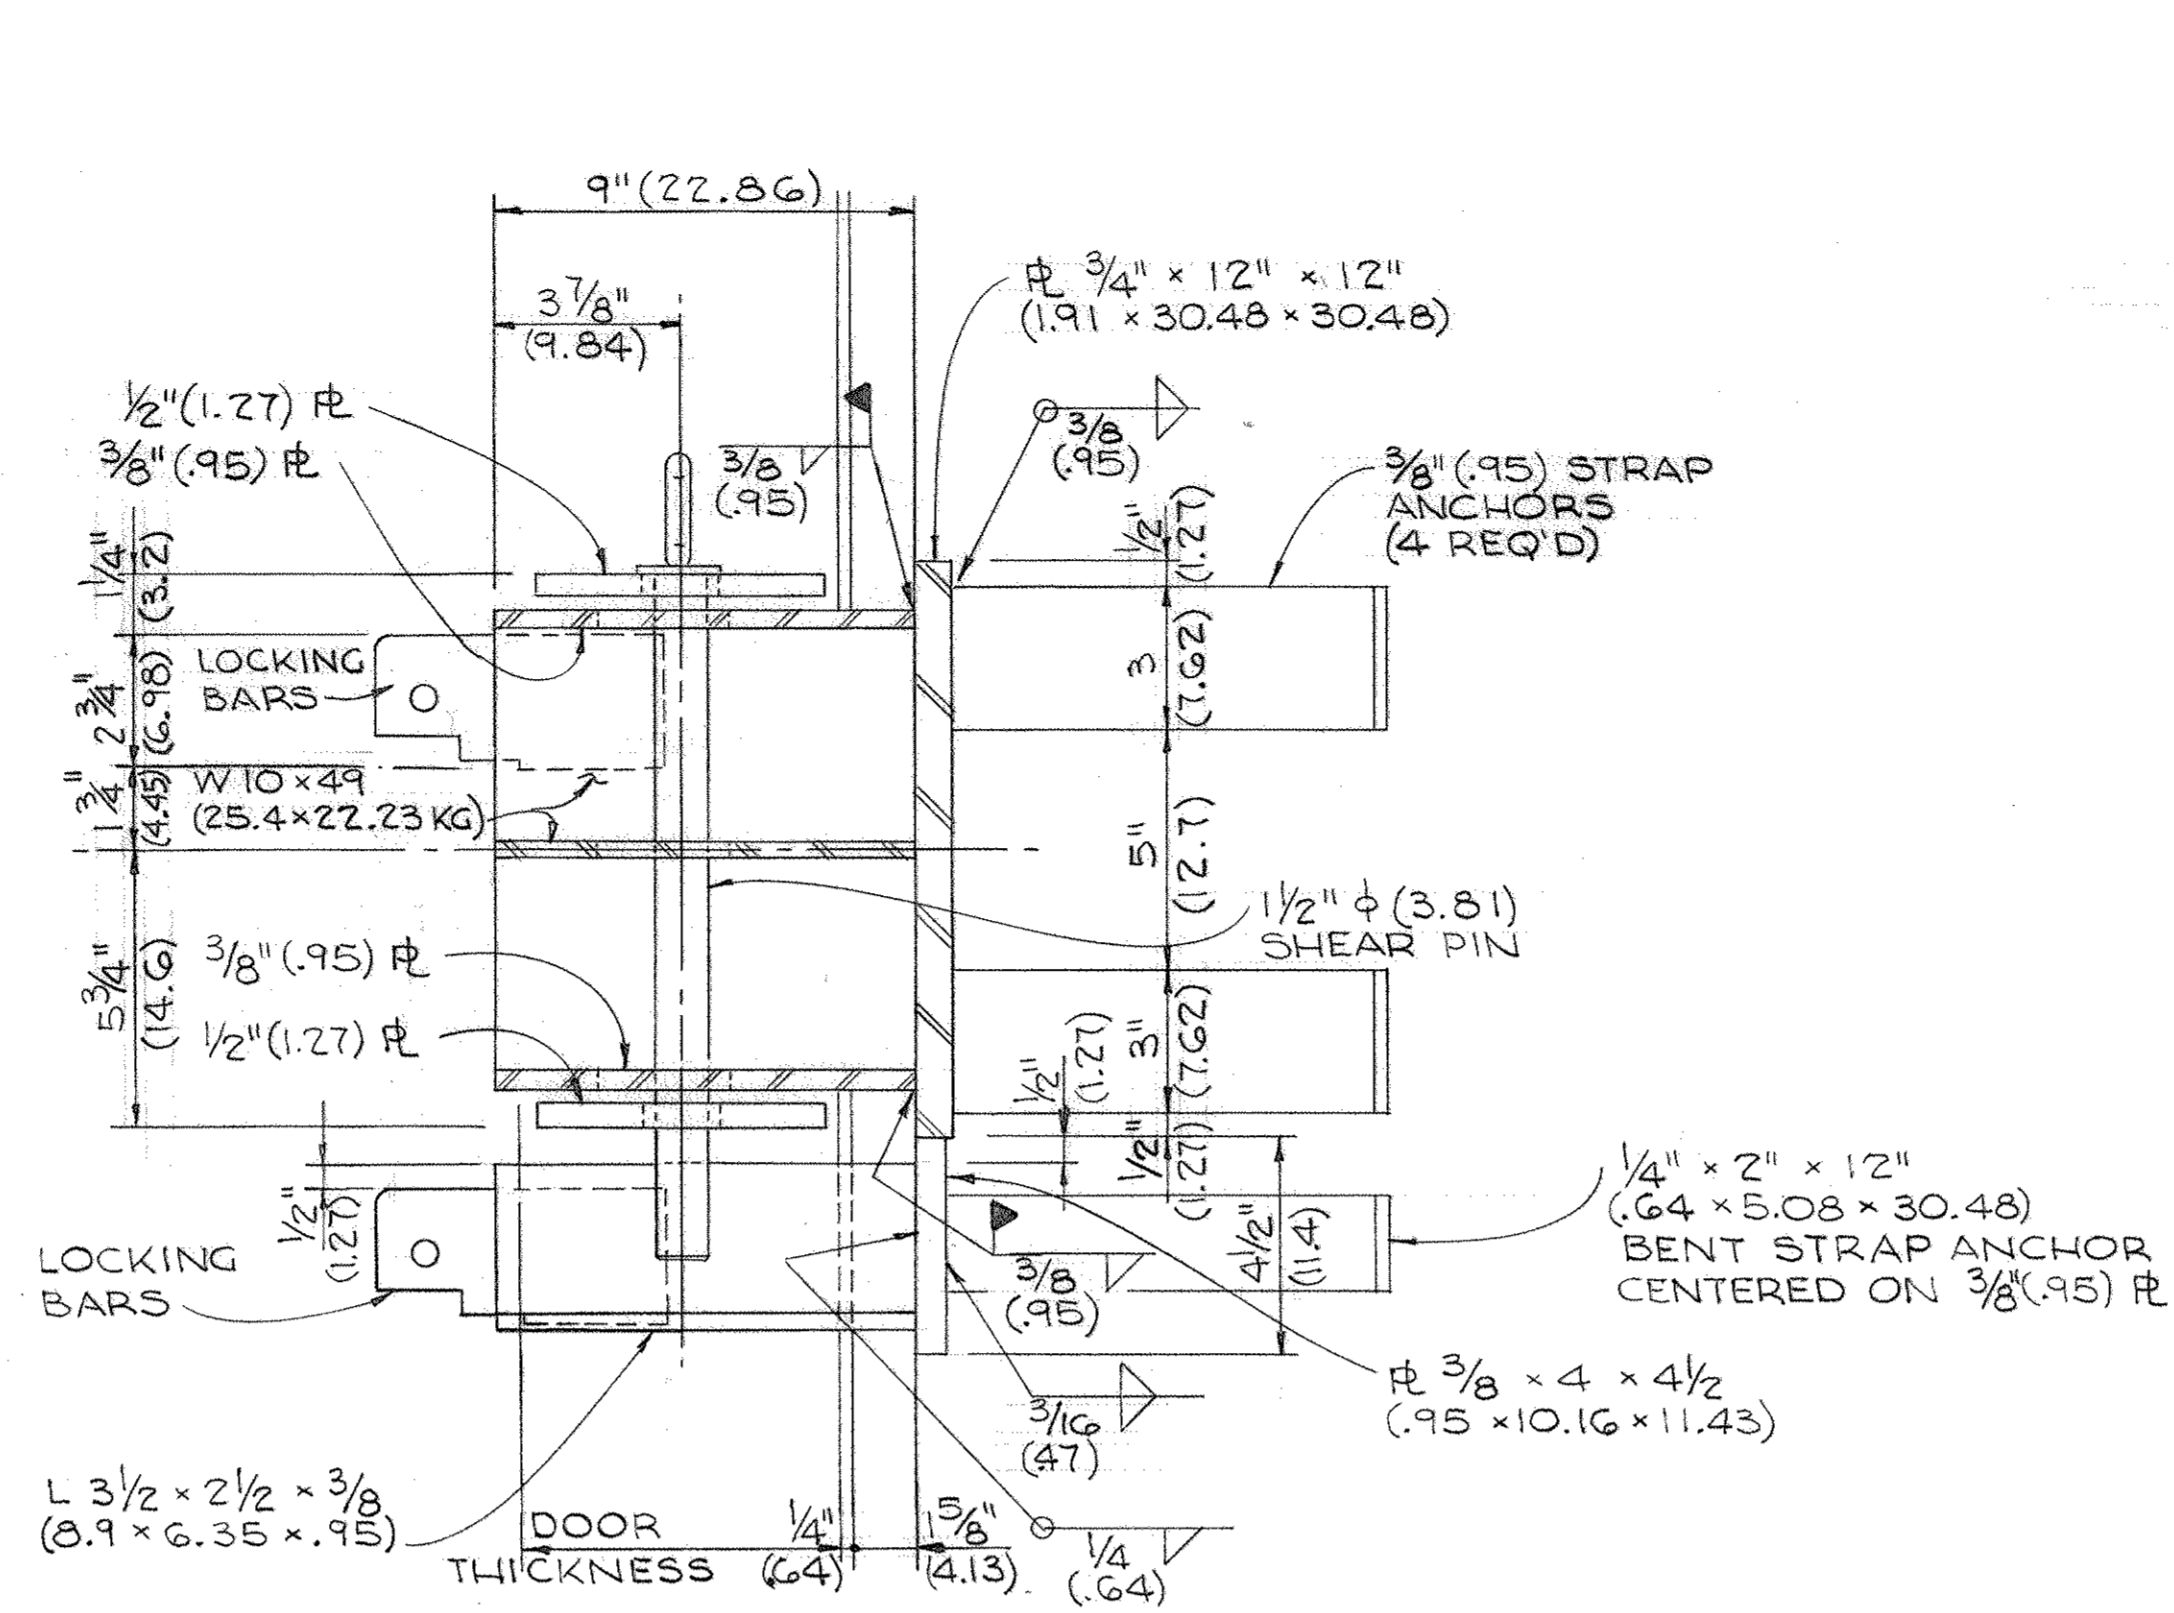 9" (22.86)
3 7/8"
(9.84)
℄ 3/4" × 12" × 12"
(1.91 × 30.48 × 30.48)
1/2" (1.27) ℄
3/8" (.95) ℄
3/8
(.95)
3/8
(.95)
3/8" (.95) STRAP
ANCHORS
(4 REQ'D)
1/2"
(1.27)
1 1/4"
(3.2)
LOCKING
BARS
2 3/4"
(6.98)
3
(7.62)
1 3/4"
(4.45)
W 10 × 49
(25.4 × 22.23 KG)
5"
(12.7)
1 1/2" ϕ (3.81)
SHEAR PIN
3/8" (.95) ℄
5 3/4"
(14.6)
1/2" (1.27) ℄
3"
(7.62)
1/2"
(1.27)
1/2"
(1.27)
1/4" × 2" × 12"
(.64 × 5.08 × 30.48)
BENT STRAP ANCHOR
CENTERED ON 3/8" (.95) ℄
1/2"
(1.27)
LOCKING
BARS
4 1/2"
(11.4)
3/8
(.95)
℄ 3/8 × 4 × 4 1/2
(.95 × 10.16 × 11.43)
3/16
(.47)
L 3 1/2 × 2 1/2 × 3/8
(8.9 × 6.35 × .95)
DOOR
THICKNESS
1/4"
(.64)
1 5/8"
(4.13)
1/4
(.64)